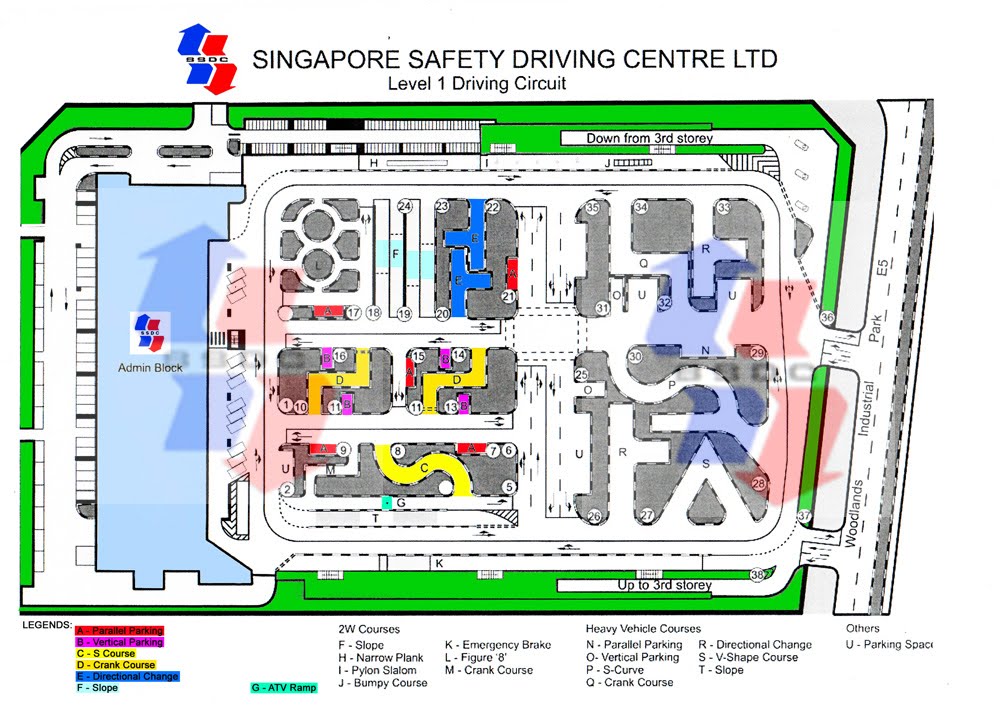 SSDC
SINGAPORE SAFETY DRIVING CENTRE LTD
Level 1 Driving Circuit
Down from 3rd storey
H I J
35 34 33
23 22
24
F
E
E
L
R
Q
A
21
O U 32 U
31
A 17 18 19 20
36
Park E5
SSDC
Admin Block
B 16 15 B 14
25
30 N 29
A
D D
O P
1 10 11 B 11 13 B
A 9 8 A 7 6
U M C
U R S
2 5
28
G
T
26 27
37
Woodlands Industrial
K
38
Up to 3rd storey
LEGENDS:
A - Parallel Parking
B - Vertical Parking
C - S Course
D - Crank Course
E - Directional Change
F - Slope
G - ATV Ramp
2W Courses
F - Slope
H - Narrow Plank
I - Pylon Slalom
J - Bumpy Course
K - Emergency Brake
L - Figure '8'
M - Crank Course
Heavy Vehicle Courses
N - Parallel Parking
O- Vertical Parking
P - S-Curve
Q - Crank Course
R - Directional Change
S - V-Shape Course
T - Slope
Others
U - Parking Space